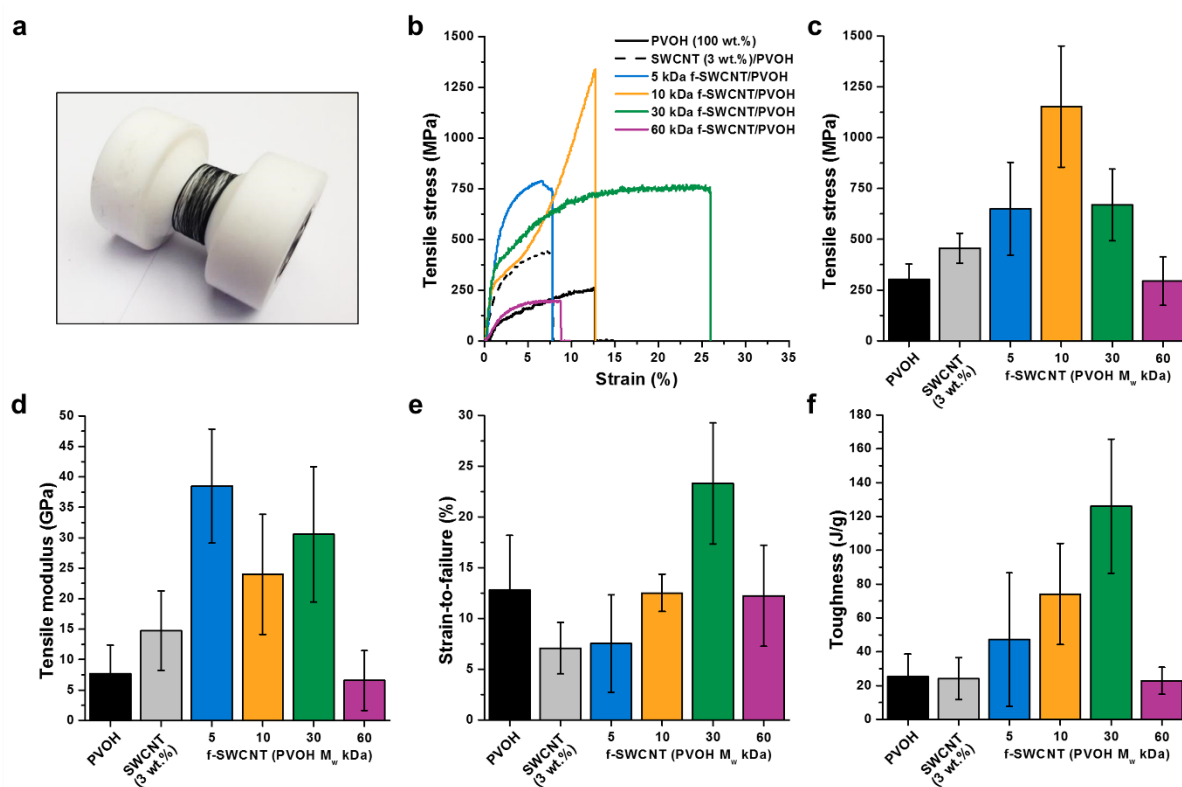 a
b
1500
1250
1000
750
500
250
0
Tensile stress (MPa)
PVOH (100 wt.%)
SWCNT (3 wt.%)/PVOH
5 kDa f-SWCNT/PVOH
10 kDa f-SWCNT/PVOH
30 kDa f-SWCNT/PVOH
60 kDa f-SWCNT/PVOH
0 5 10 15 20 25 30 35
Strain (%)
c
1500
1250
1000
750
500
250
0
Tensile stress (MPa)
PVOH
SWCNT
(3 wt.%)
5 10 30 60
f-SWCNT (PVOH Mw kDa)
d
50
45
40
35
30
25
20
15
10
5
0
Tensile modulus (GPa)
PVOH
SWCNT
(3 wt.%)
5 10 30 60
f-SWCNT (PVOH Mw kDa)
e
30
25
20
15
10
5
0
Strain-to-failure (%)
PVOH
SWCNT
(3 wt.%)
5 10 30 60
f-SWCNT (PVOH Mw kDa)
f
180
160
140
120
100
80
60
40
20
0
Toughness (J/g)
PVOH
SWCNT
(3 wt.%)
5 10 30 60
f-SWCNT (PVOH Mw kDa)